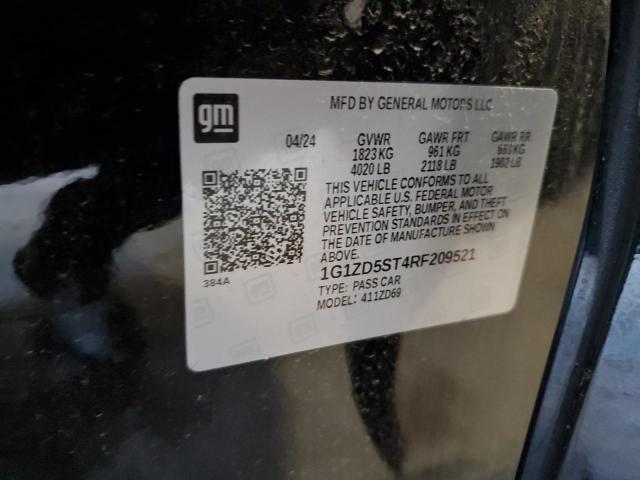 gm
MFD BY GENERAL MOTORS LLC
04/24 GVWR GAWR FRT GAWR RR
1823 KG 961 KG KG
4020 LB 2118 LB LB
THIS VEHICLE CONFORMS TO ALL
APPLICABLE U.S. FEDERAL MOTOR
VEHICLE SAFETY, BUMPER, AND THEFT
PREVENTION STANDARDS IN EFFECT ON
THE DATE OF MANUFACTURE SHOWN
ABOVE.
384A
1G1ZD5ST4RF209521
TYPE: PASS CAR
MODEL: 411ZD69